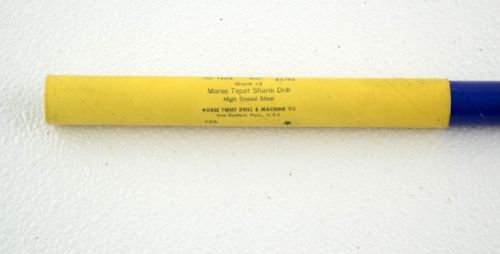 Shank #2
Morse Taper Shank Drill
High Speed Steel
MORSE TWIST DRILL & MACHINE CO
New Bedford, Mass., U.S.A.